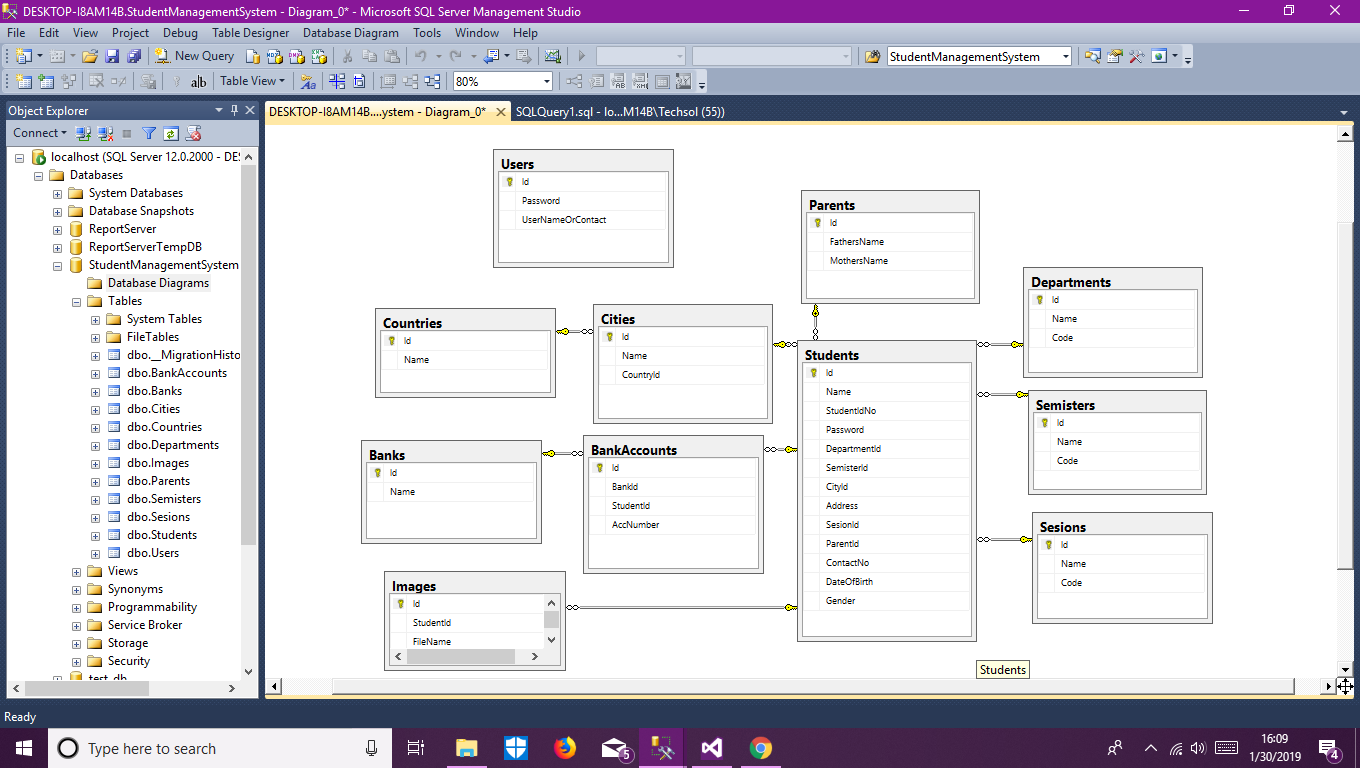 DESKTOP-I8AM14B.StudentManagementSystem - Diagram_0* - Microsoft SQL Server Management Studio
File Edit View Project Debug Table Designer Database Diagram Tools Window Help
New Query StudentManagementSystem
Table View 80%
Object Explorer
Connect
localhost (SQL Server 12.0.2000 - DE
Databases
System Databases
Database Snapshots
ReportServer
ReportServerTempDB
StudentManagementSystem
Database Diagrams
Tables
System Tables
FileTables
dbo.__MigrationHisto
dbo.BankAccounts
dbo.Banks
dbo.Cities
dbo.Countries
dbo.Departments
dbo.Images
dbo.Parents
dbo.Semisters
dbo.Sesions
dbo.Students
dbo.Users
Views
Synonyms
Programmability
Service Broker
Storage
Security
test_db
DESKTOP-I8AM14B....ystem - Diagram_0* SQLQuery1.sql - lo...M14B\Techsol (55))
Users
Id
Password
UserNameOrContact
Parents
Id
FathersName
MothersName
Departments
Id
Name
Code
Countries
Id
Name
Cities
Id
Name
CountryId
Students
Id
Name
StudentIdNo
Password
DepartmentId
SemisterId
CityId
Address
SesionId
ParentId
ContactNo
DateOfBirth
Gender
Semisters
Id
Name
Code
Banks
Id
Name
BankAccounts
Id
BankId
StudentId
AccNumber
Sesions
Id
Name
Code
Images
Id
StudentId
FileName
Students
Ready
Type here to search
5
16:09
1/30/2019
4